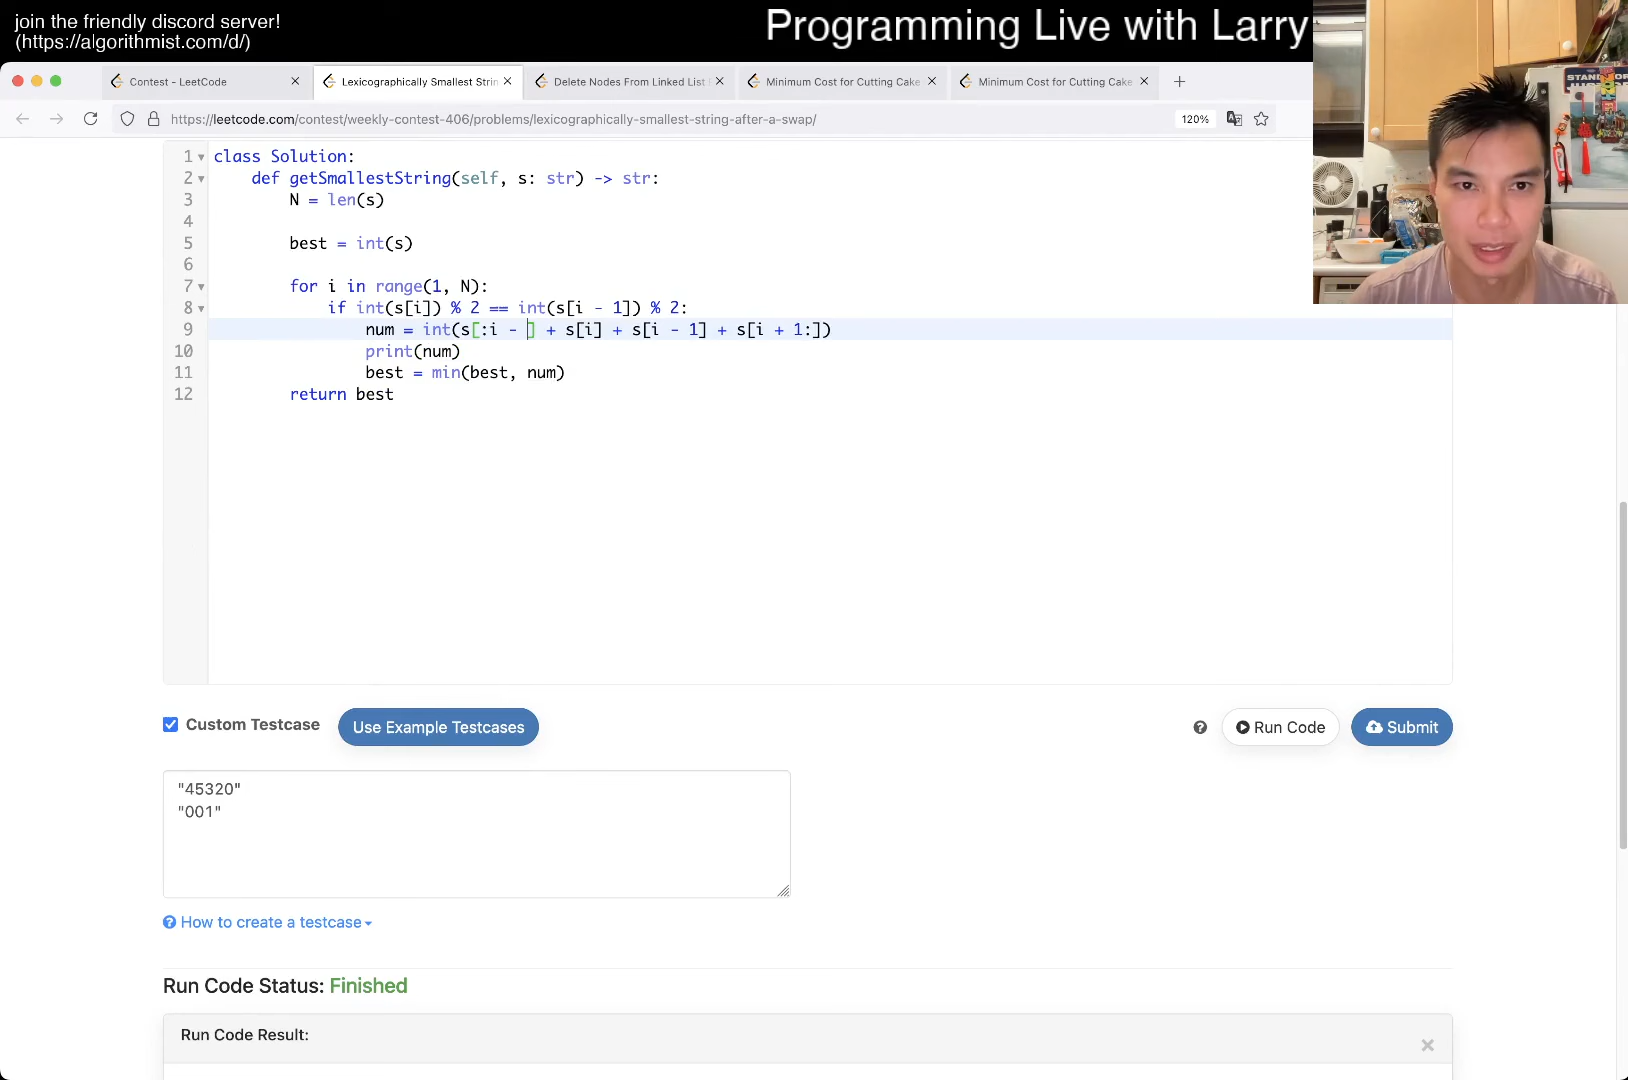 join the friendly discord server!
(https://algorithmist.com/d/)
Programming Live with Larry
Contest - LeetCode
Lexicographically Smallest Strin
Delete Nodes From Linked List
Minimum Cost for Cutting Cake
Minimum Cost for Cutting Cake
https://leetcode.com/contest/weekly-contest-406/problems/lexicographically-smallest-string-after-a-swap/
120%
1 class Solution:
2 def getSmallestString(self, s: str) -> str:
3 N = len(s)
4
5 best = int(s)
6
7 for i in range(1, N):
8 if int(s[i]) % 2 == int(s[i - 1]) % 2:
9 num = int(s[:i - ] + s[i] + s[i - 1] + s[i + 1:])
10 print(num)
11 best = min(best, num)
12 return best
Custom Testcase
Use Example Testcases
Run Code
Submit
"45320"
"001"
How to create a testcase
Run Code Status: Finished
Run Code Result: